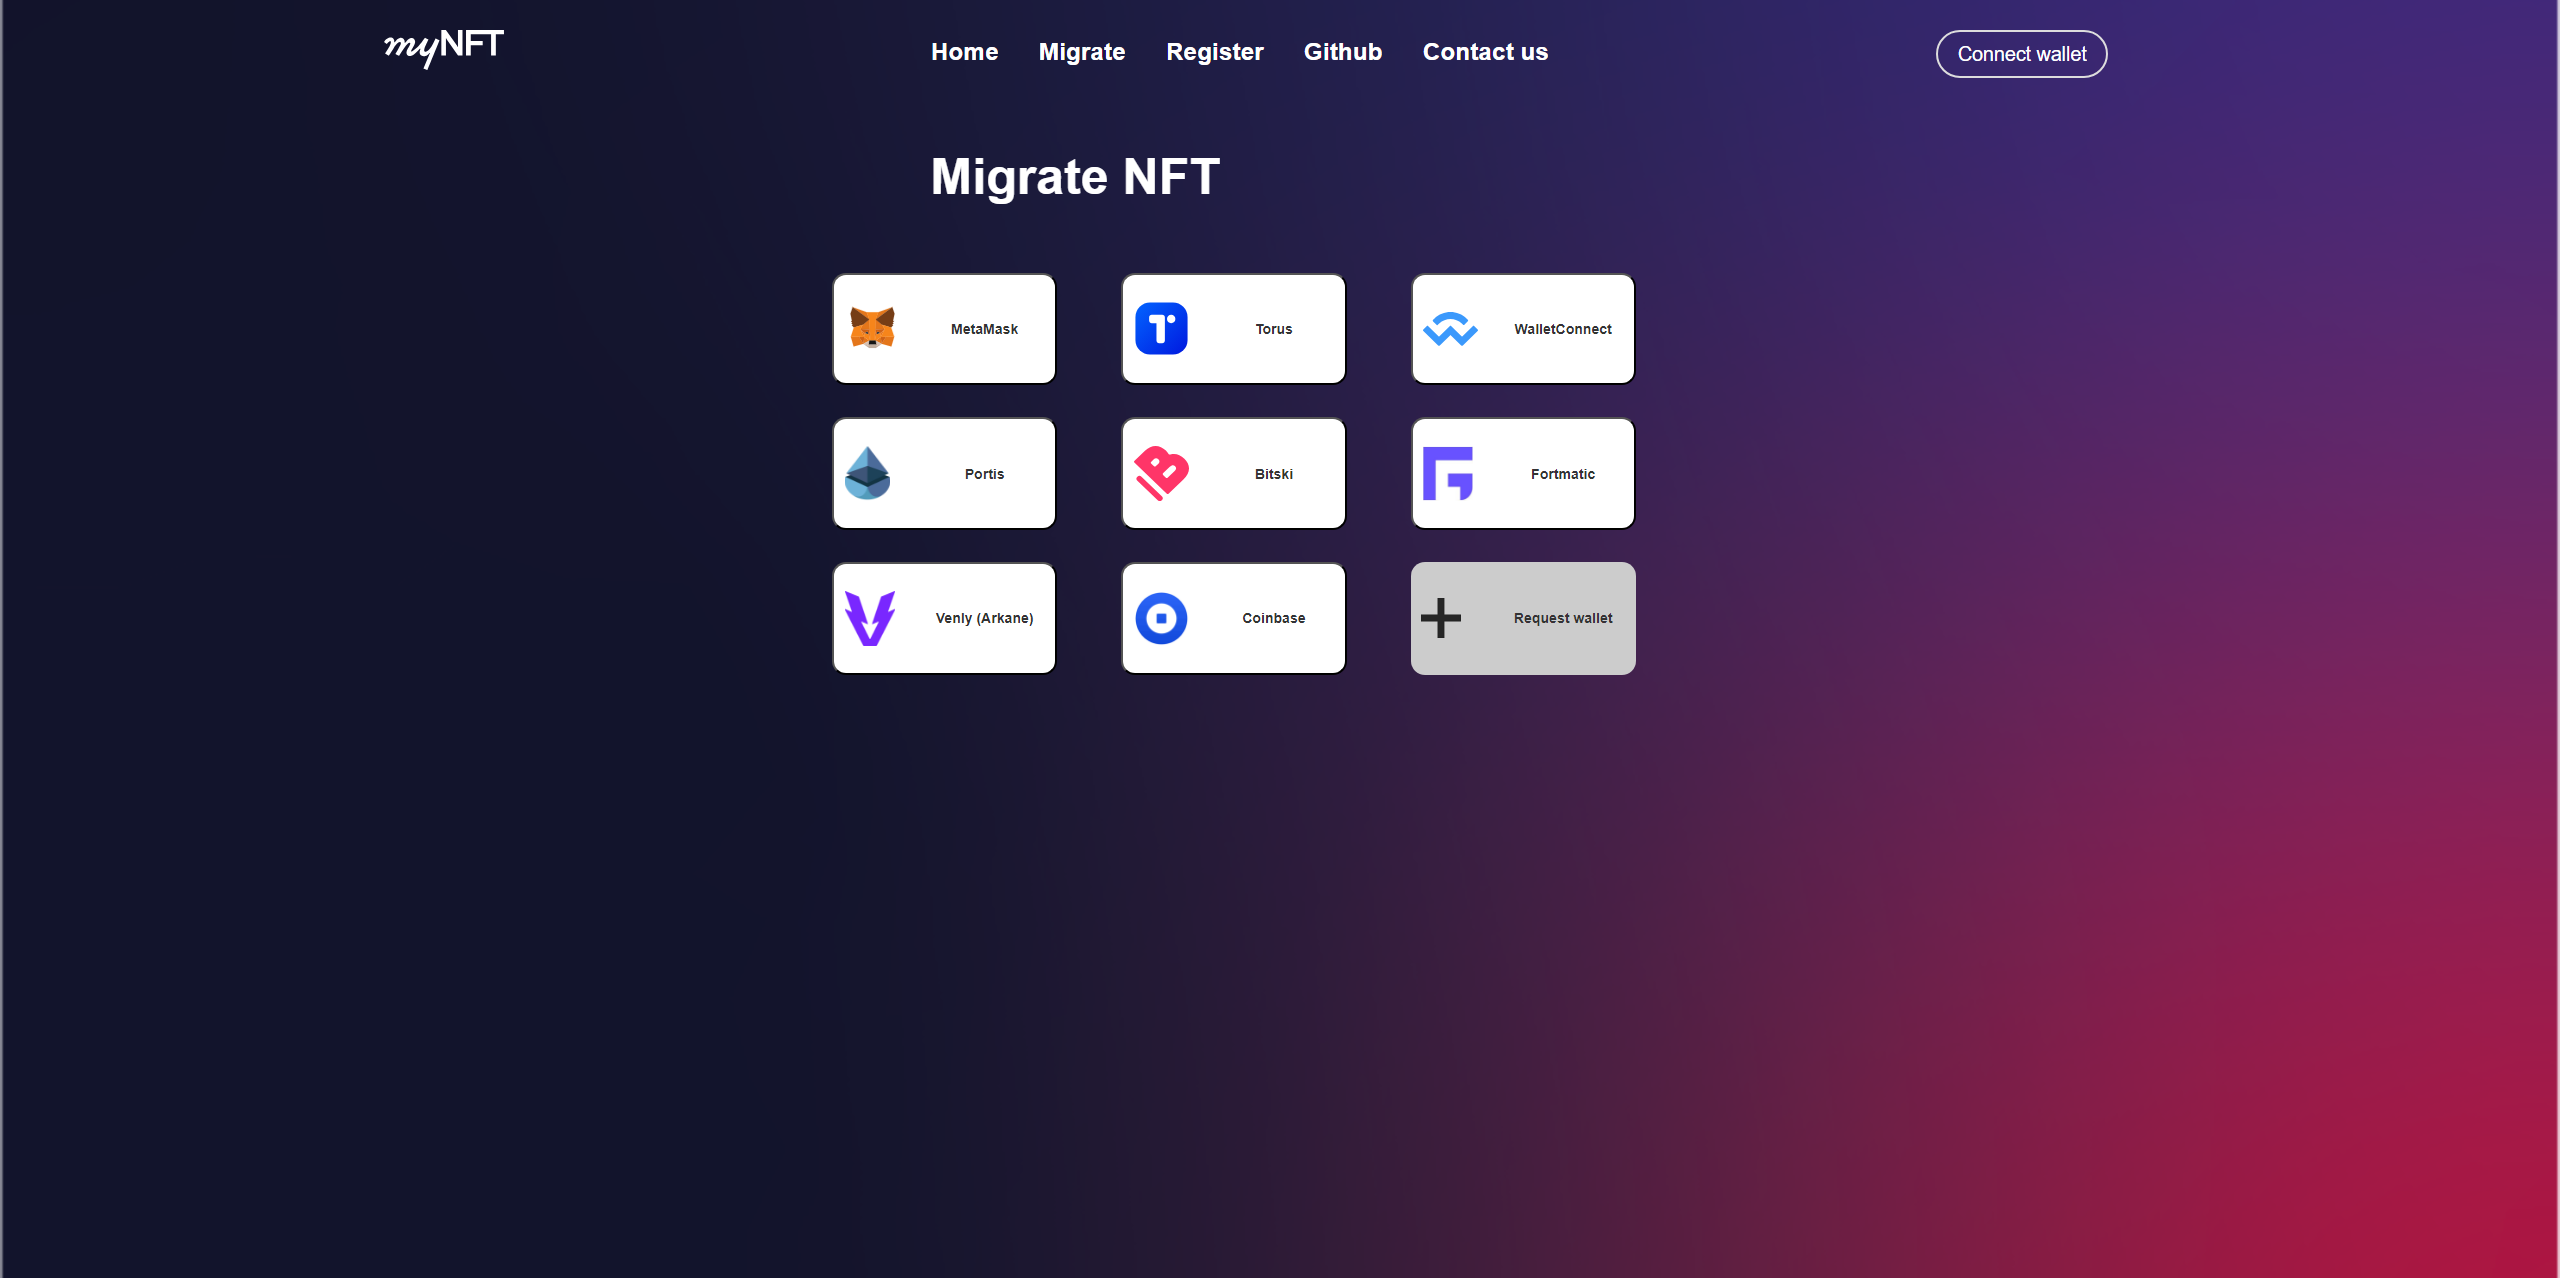 myNFT
Home Migrate Register Github Contact us
Connect wallet
Migrate NFT
MetaMask
Torus
WalletConnect
Portis
Bitski
Fortmatic
Venly (Arkane)
Coinbase
Request wallet